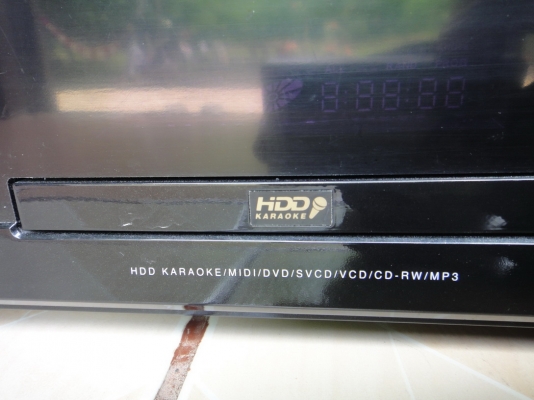 HDD
KARAOKE
HDD KARAOKE/MIDI/DVD/SVCD/VCD/CD-RW/MP3